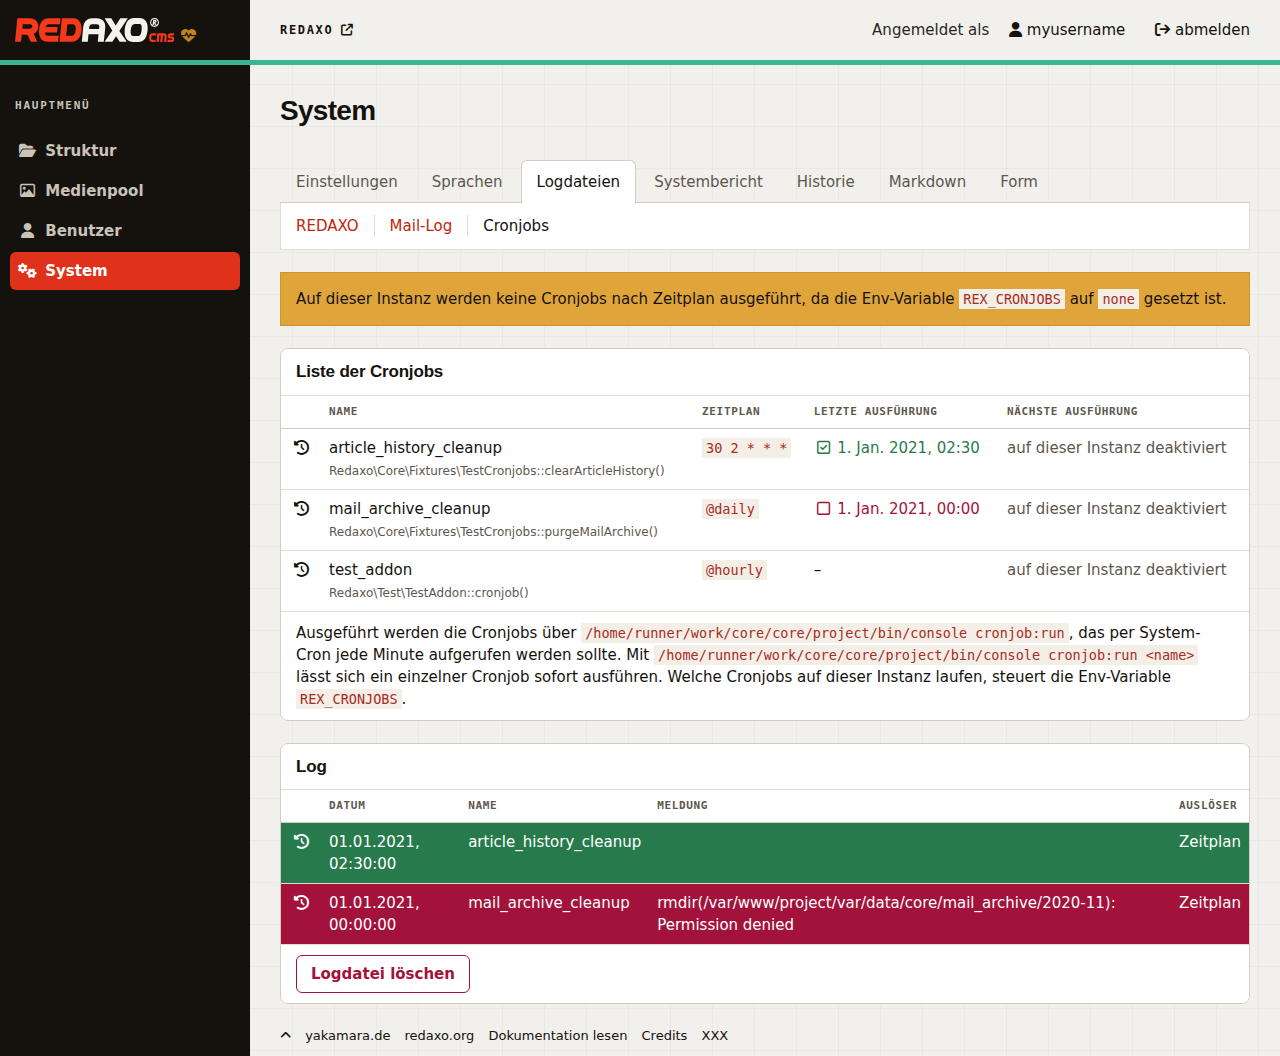 REDAXO® cms
REDAXO
Angemeldet als myusername abmelden
HAUPTMENÜ
Struktur
Medienpool
Benutzer
System
System
Einstellungen Sprachen Logdateien Systembericht Historie Markdown Form
REDAXO Mail-Log Cronjobs
Auf dieser Instanz werden keine Cronjobs nach Zeitplan ausgeführt, da die Env-Variable REX_CRONJOBS auf none gesetzt ist.
Liste der Cronjobs
NAME ZEITPLAN LETZTE AUSFÜHRUNG NÄCHSTE AUSFÜHRUNG
article_history_cleanup 30 2 * * * 1. Jan. 2021, 02:30 auf dieser Instanz deaktiviert
Redaxo\Core\Fixtures\TestCronjobs::clearArticleHistory()
mail_archive_cleanup @daily 1. Jan. 2021, 00:00 auf dieser Instanz deaktiviert
Redaxo\Core\Fixtures\TestCronjobs::purgeMailArchive()
test_addon @hourly – auf dieser Instanz deaktiviert
Redaxo\Test\TestAddon::cronjob()
Ausgeführt werden die Cronjobs über /home/runner/work/core/core/project/bin/console cronjob:run, das per System-
Cron jede Minute aufgerufen werden sollte. Mit /home/runner/work/core/core/project/bin/console cronjob:run <name>
lässt sich ein einzelner Cronjob sofort ausführen. Welche Cronjobs auf dieser Instanz laufen, steuert die Env-Variable
REX_CRONJOBS.
Log
DATUM NAME MELDUNG AUSLÖSER
01.01.2021, article_history_cleanup Zeitplan
02:30:00
01.01.2021, mail_archive_cleanup rmdir(/var/www/project/var/data/core/mail_archive/2020-11): Zeitplan
00:00:00 Permission denied
Logdatei löschen
yakamara.de redaxo.org Dokumentation lesen Credits XXX